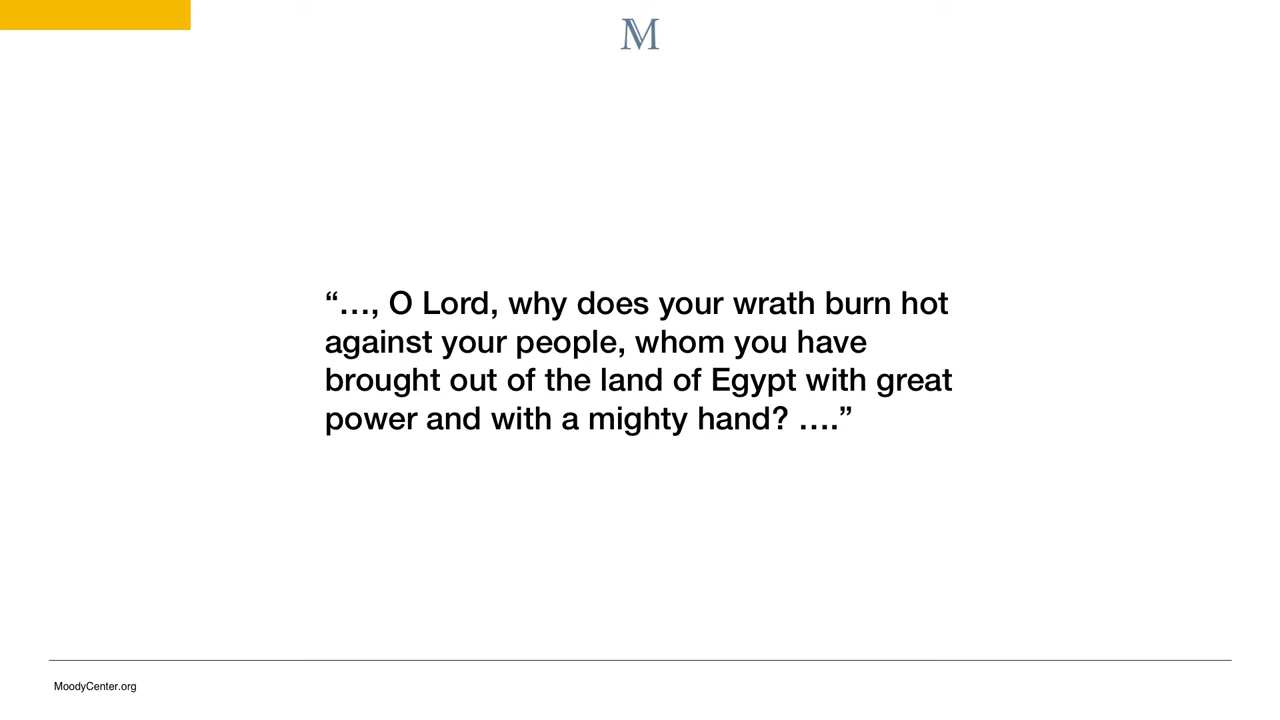 M
“…, O Lord, why does your wrath burn hot
against your people, whom you have
brought out of the land of Egypt with great
power and with a mighty hand? ….”
MoodyCenter.org